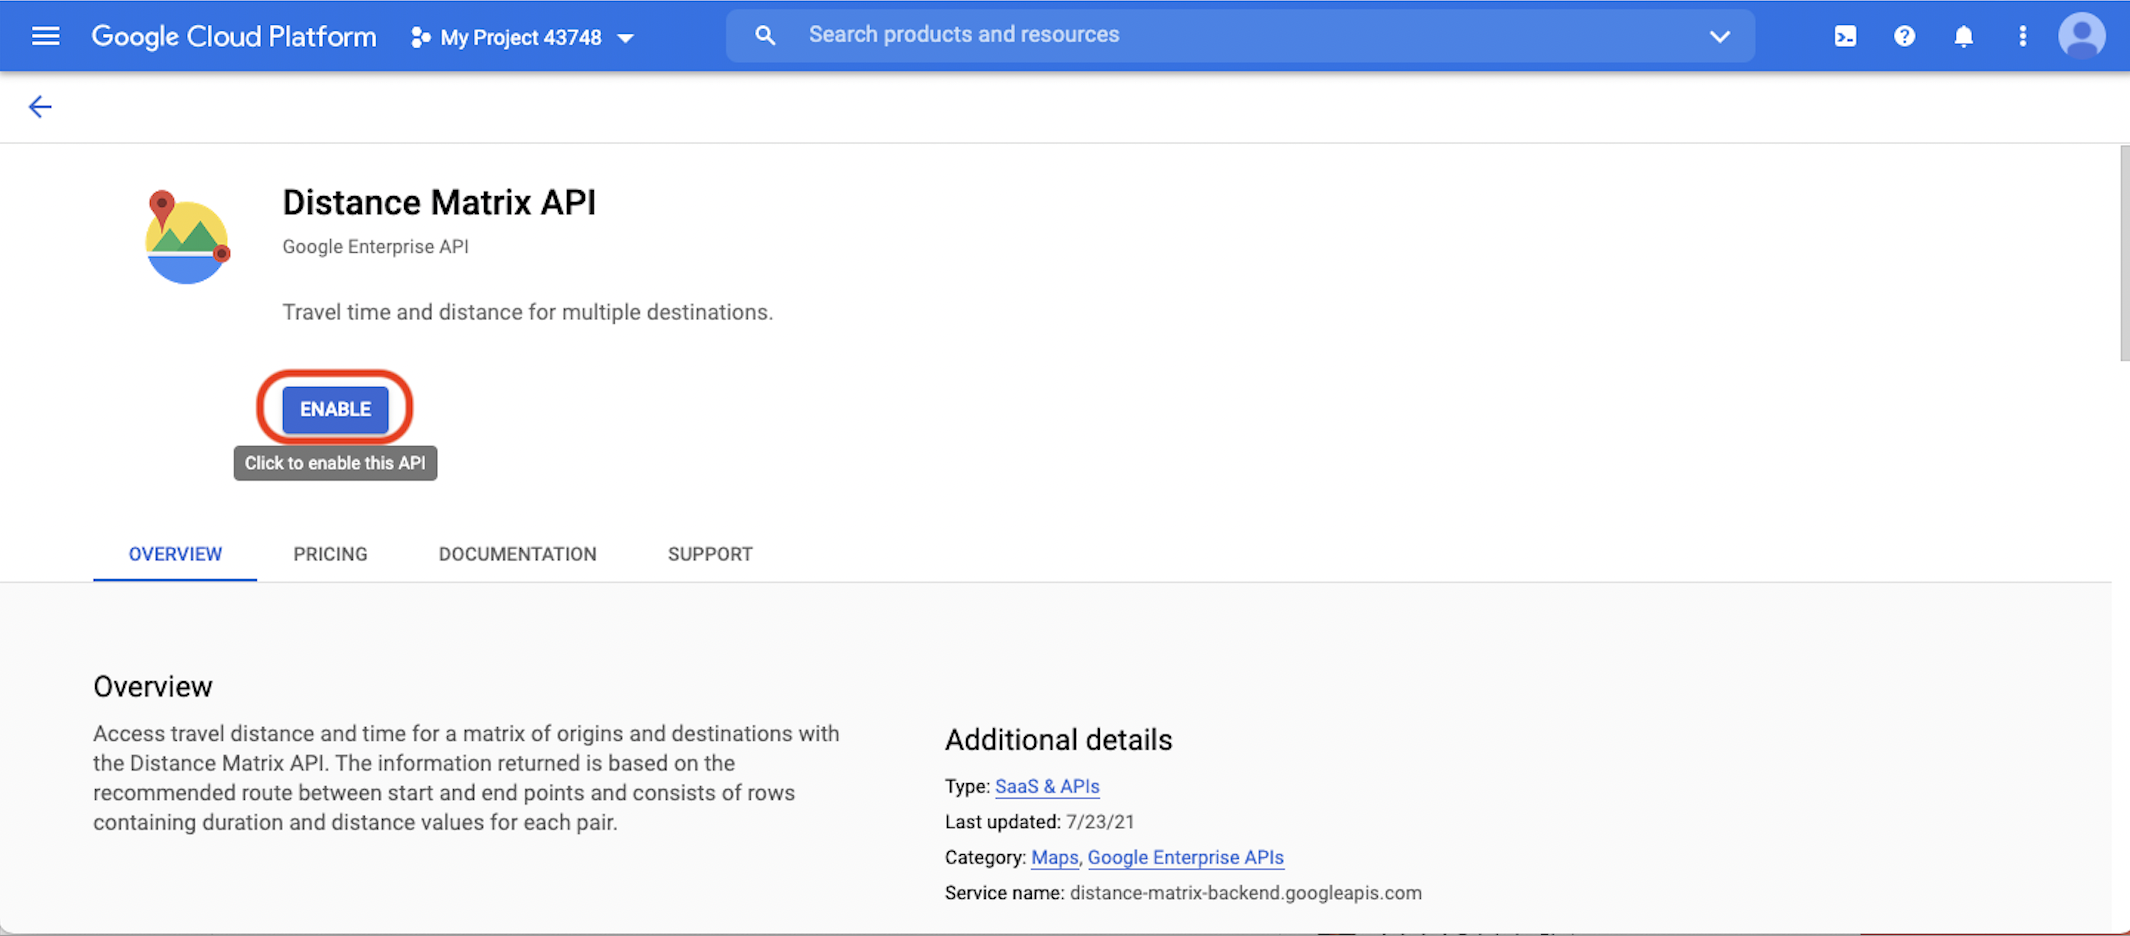 Google Cloud Platform
My Project 43748
Search products and resources
Distance Matrix API
Google Enterprise API
Travel time and distance for multiple destinations.
ENABLE
Click to enable this API
OVERVIEW
PRICING
DOCUMENTATION
SUPPORT
Overview
Access travel distance and time for a matrix of origins and destinations with
the Distance Matrix API. The information returned is based on the
recommended route between start and end points and consists of rows
containing duration and distance values for each pair.
Additional details
Type: SaaS & APIs
Last updated: 7/23/21
Category: Maps, Google Enterprise APIs
Service name: distance-matrix-backend.googleapis.com